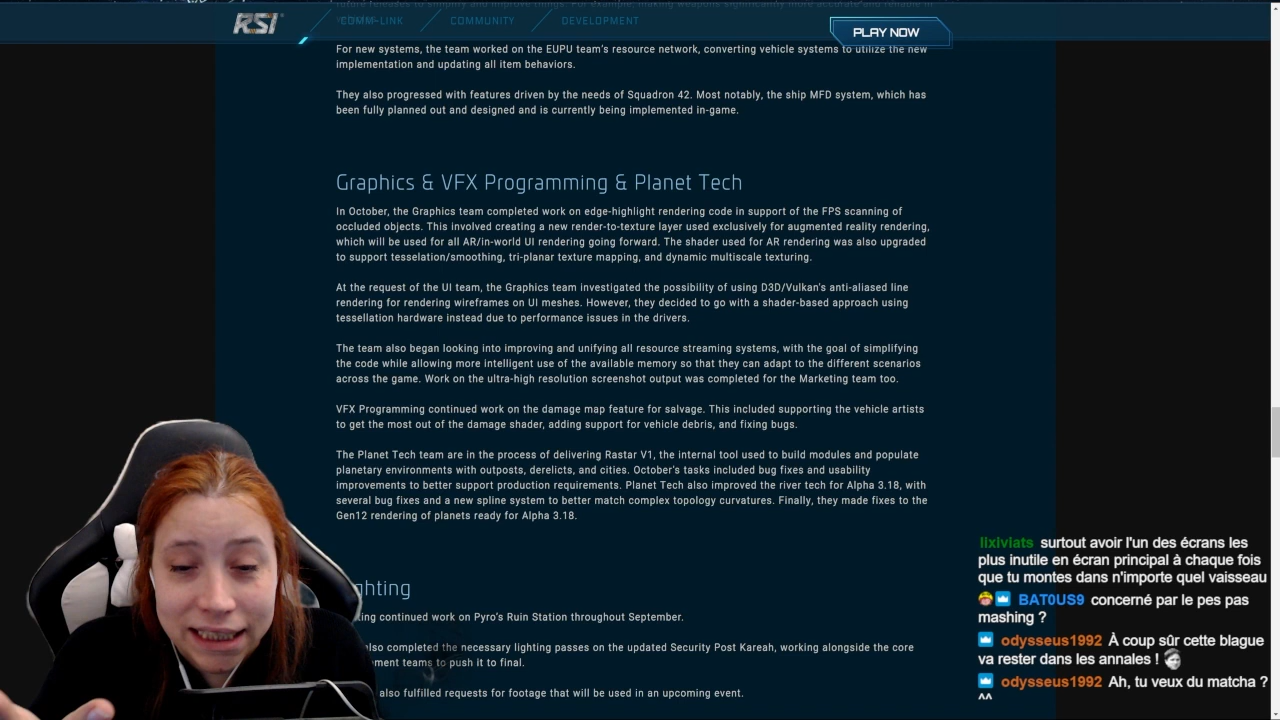 RSI
COMM-LINK
COMMUNITY
DEVELOPMENT
PLAY NOW
For new systems, the team worked on the EUPU team's resource network, converting vehicle systems to utilize the new
implementation and updating all item behaviors.
They also progressed with features driven by the needs of Squadron 42. Most notably, the ship MFD system, which has
been fully planned out and designed and is currently being implemented in-game.
Graphics & VFX Programming & Planet Tech
In October, the Graphics team completed work on edge-highlight rendering code in support of the FPS scanning of
occluded objects. This involved creating a new render-to-texture layer used exclusively for augmented reality rendering,
which will be used for all AR/in-world UI rendering going forward. The shader used for AR rendering was also upgraded
to support tesselation/smoothing, tri-planar texture mapping, and dynamic multiscale texturing.
At the request of the UI team, the Graphics team investigated the possibility of using D3D/Vulkan's anti-aliased line
rendering for rendering wireframes on UI meshes. However, they decided to go with a shader-based approach using
tessellation hardware instead due to performance issues in the drivers.
The team also began looking into improving and unifying all resource streaming systems, with the goal of simplifying
the code while allowing more intelligent use of the available memory so that they can adapt to the different scenarios
across the game. Work on the ultra-high resolution screenshot output was completed for the Marketing team too.
VFX Programming continued work on the damage map feature for salvage. This included supporting the vehicle artists
to get the most out of the damage shader, adding support for vehicle debris, and fixing bugs.
The Planet Tech team are in the process of delivering Rastar V1, the internal tool used to build modules and populate
planetary environments with outposts, derelicts, and cities. October's tasks included bug fixes and usability
improvements to better support production requirements. Planet Tech also improved the river tech for Alpha 3.18, with
several bug fixes and a new spline system to better match complex topology curvatures. Finally, they made fixes to the
Gen12 rendering of planets ready for Alpha 3.18.
ghting
ting continued work on Pyro's Ruin Station throughout September.
lso completed the necessary lighting passes on the updated Security Post Kareah, working alongside the core
ment teams to push it to final.
also fulfilled requests for footage that will be used in an upcoming event.
lixiviats surtout avoir l'un des écrans les
plus inutile en écran principal à chaque fois
que tu montes dans n'importe quel vaisseau
BAT0US9 concerné par le pes pas
mashing ?
odysseus1992 À coup sûr cette blague
va rester dans les annales !
odysseus1992 Ah, tu veux du matcha ?
^^